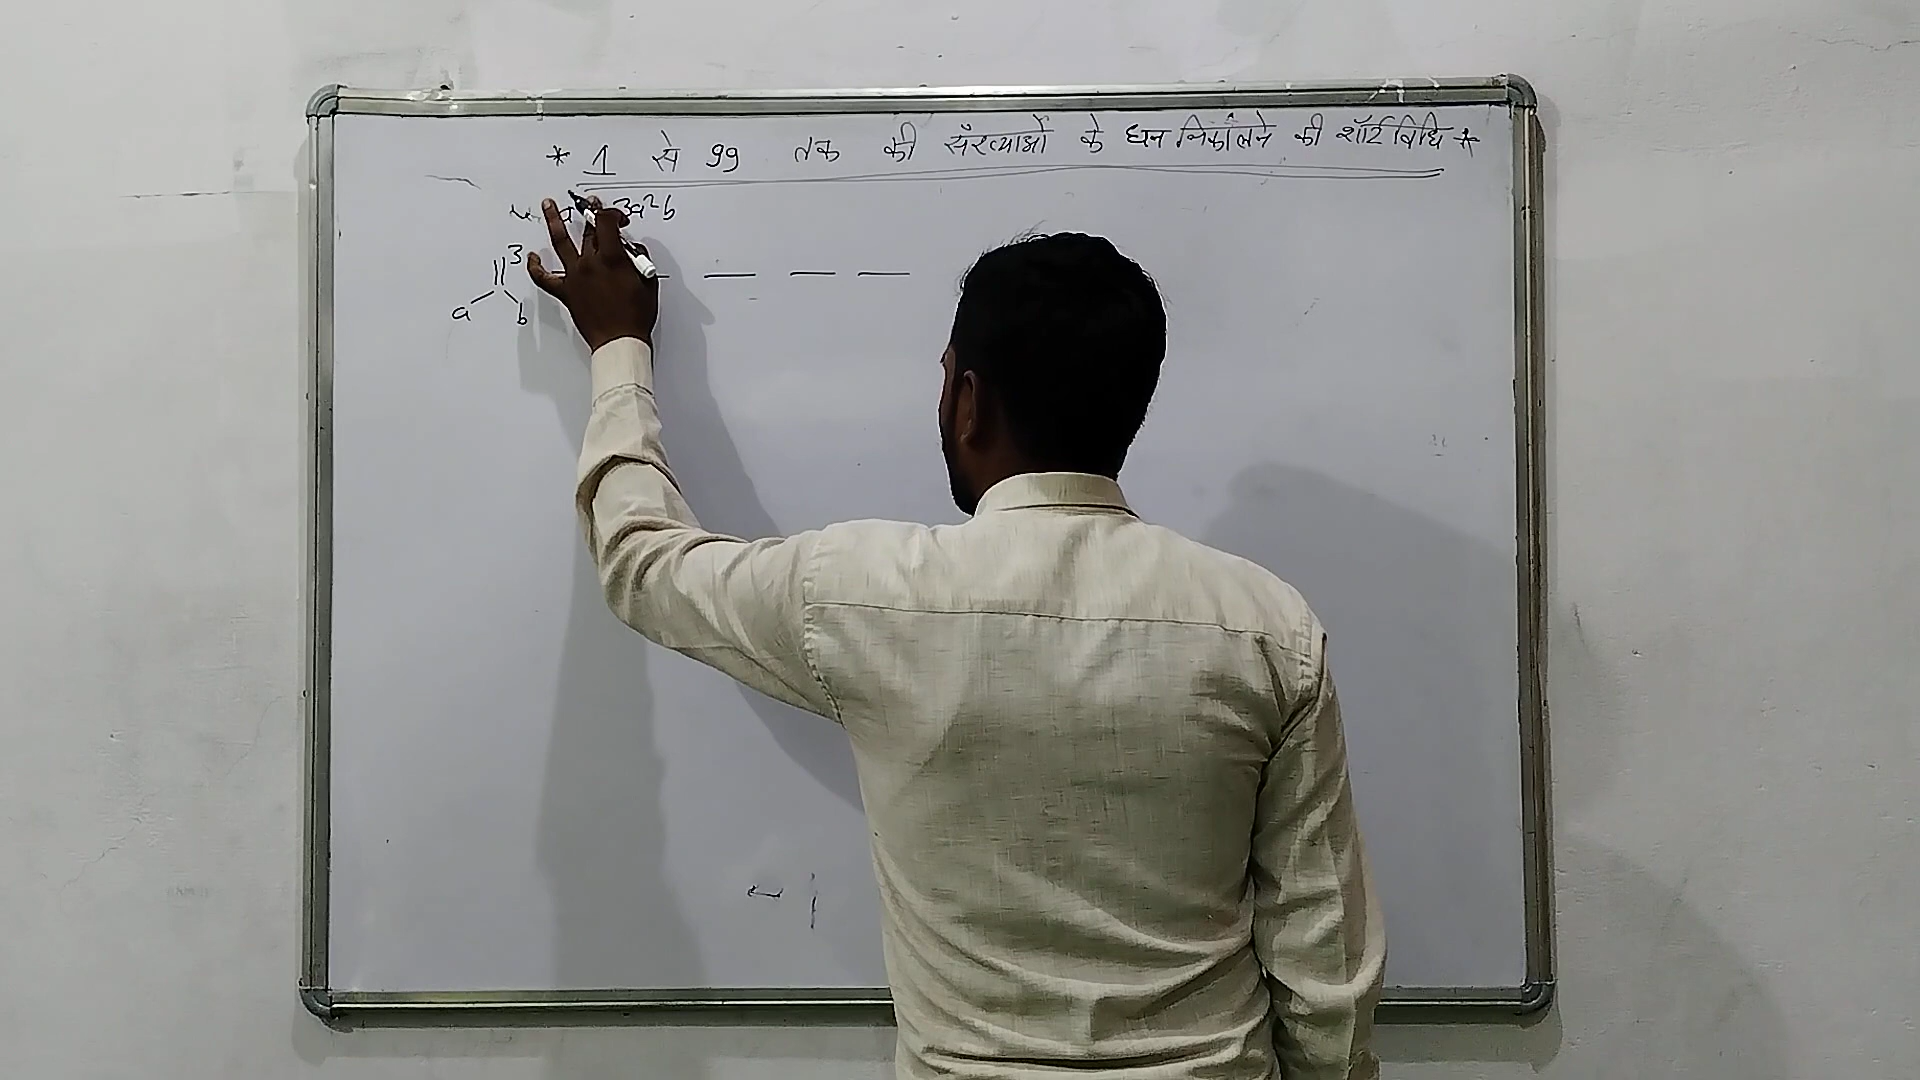 * 1 से 99 तक की संख्याओं के घन निकालने की शॉर्ट बिधि *
a 3a²b
11³
a b